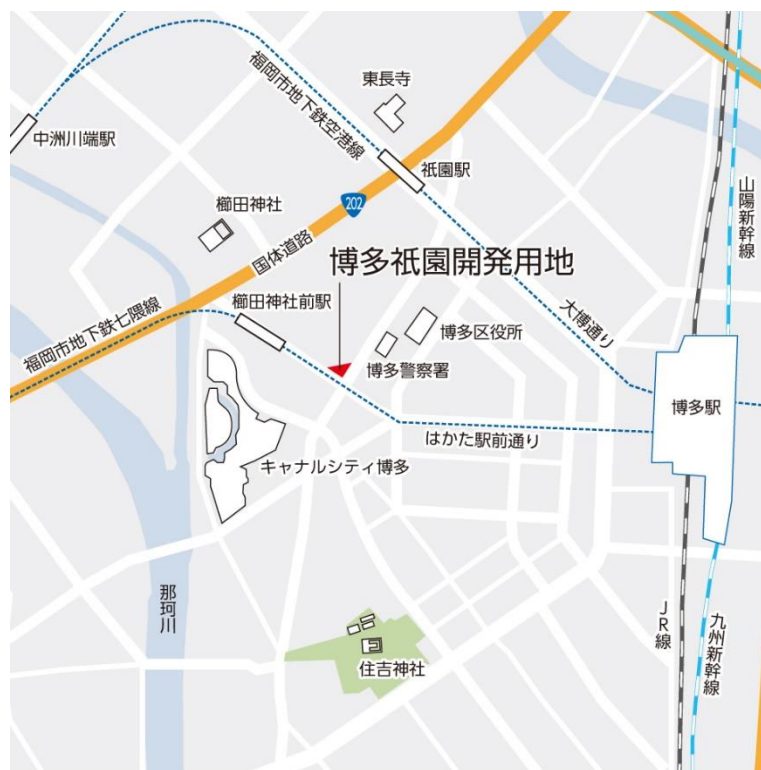 東長寺
福岡市地下鉄空港線
中洲川端駅
祇園駅
山陽新幹線
櫛田神社
202
国体道路
博多祇園開発用地
櫛田神社前駅
福岡市地下鉄七隈線
博多区役所
大博通り
博多警察署
博多駅
はかた駅前通り
キャナルシティ博多
那珂川
JR線
九州新幹線
住吉神社